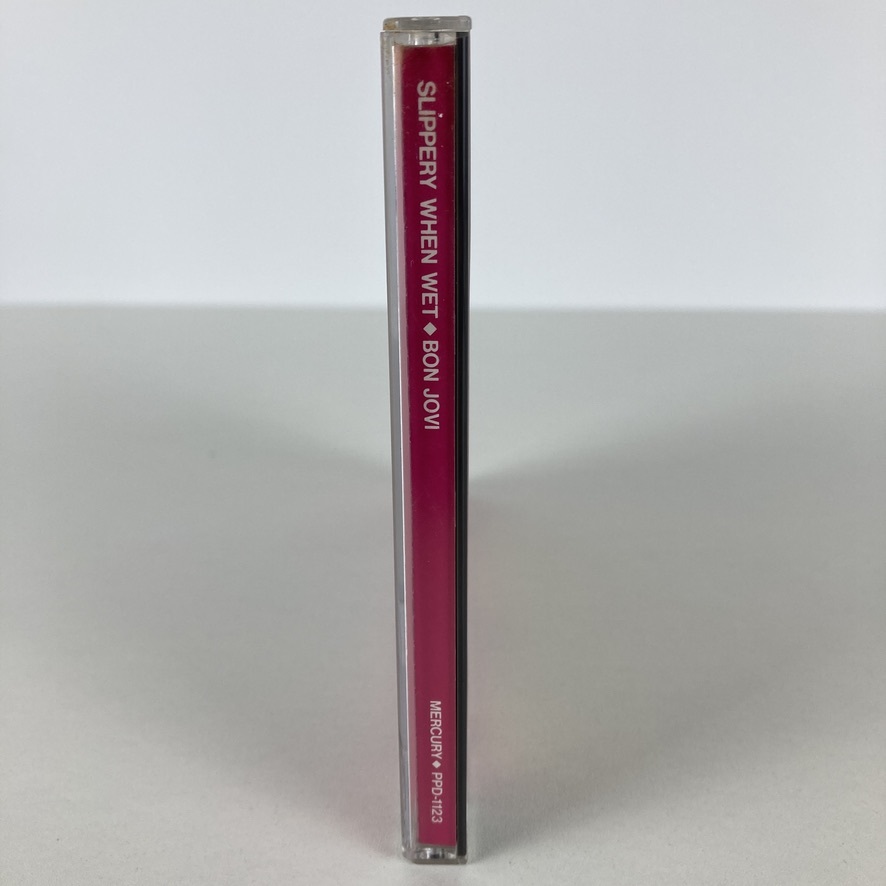 SLIPPERY WHEN WET ◆ BON JOVI
MERCURY ◆ PPD-1123